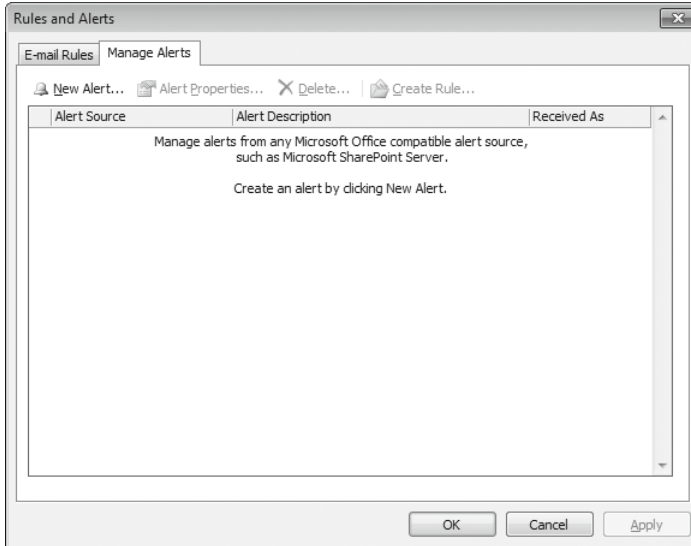 Rules and Alerts
E-mail Rules Manage Alerts
New Alert... Alert Properties... Delete... Create Rule...
Alert Source Alert Description Received As
Manage alerts from any Microsoft Office compatible alert source,
such as Microsoft SharePoint Server.
Create an alert by clicking New Alert.
OK Cancel Apply